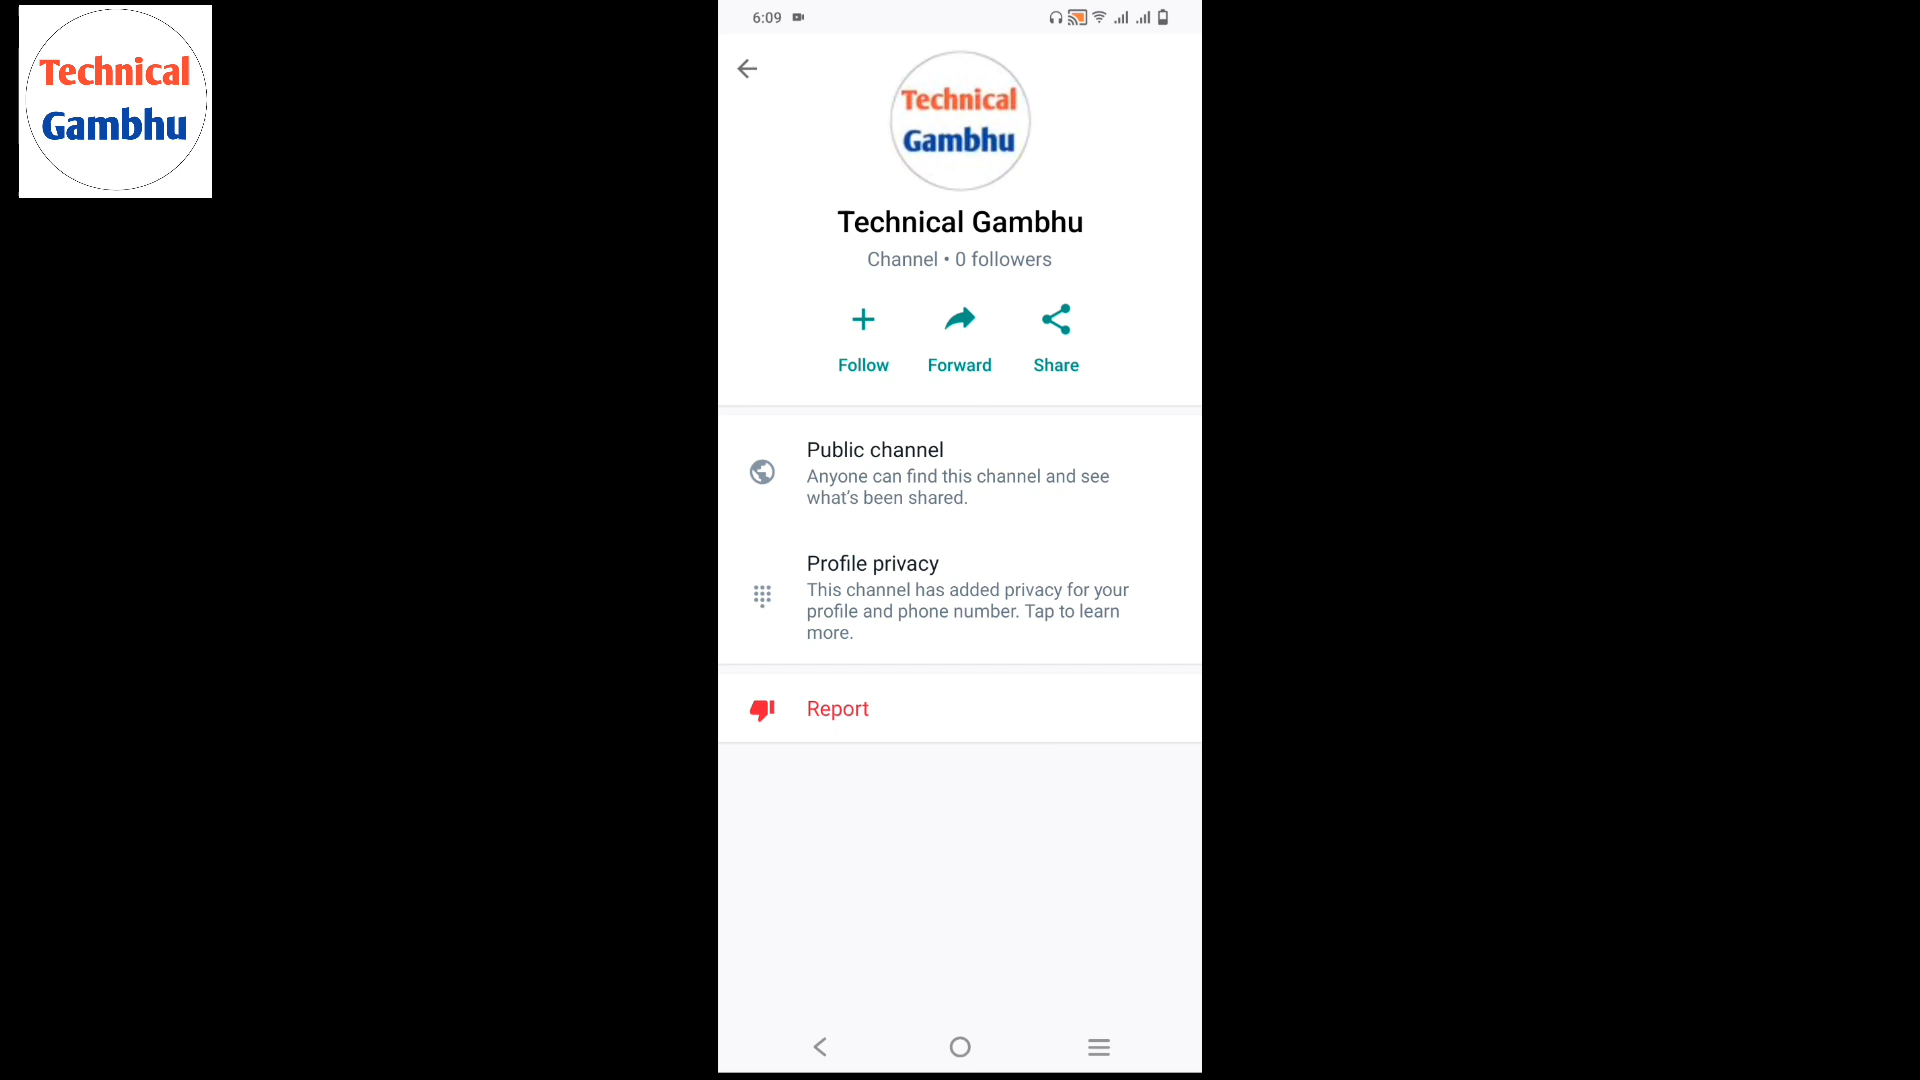 Technical
Gambhu
6:09
Technical
Gambhu
Technical Gambhu
Channel • 0 followers
Follow Forward Share
Public channel
Anyone can find this channel and see
what's been shared.
Profile privacy
This channel has added privacy for your
profile and phone number. Tap to learn
more.
Report